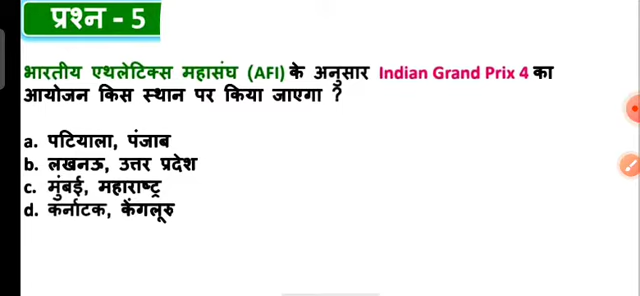 प्रश्न - 5
भारतीय एथलेटिक्स महासंघ (AFI) के अनुसार Indian Grand Prix 4 का
आयोजन किस स्थान पर किया जाएगा ?
a. पटियाला, पंजाब
b. लखनऊ, उत्तर प्रदेश
c. मुंबई, महाराष्ट्र
d. कर्नाटक, केंगलूरु